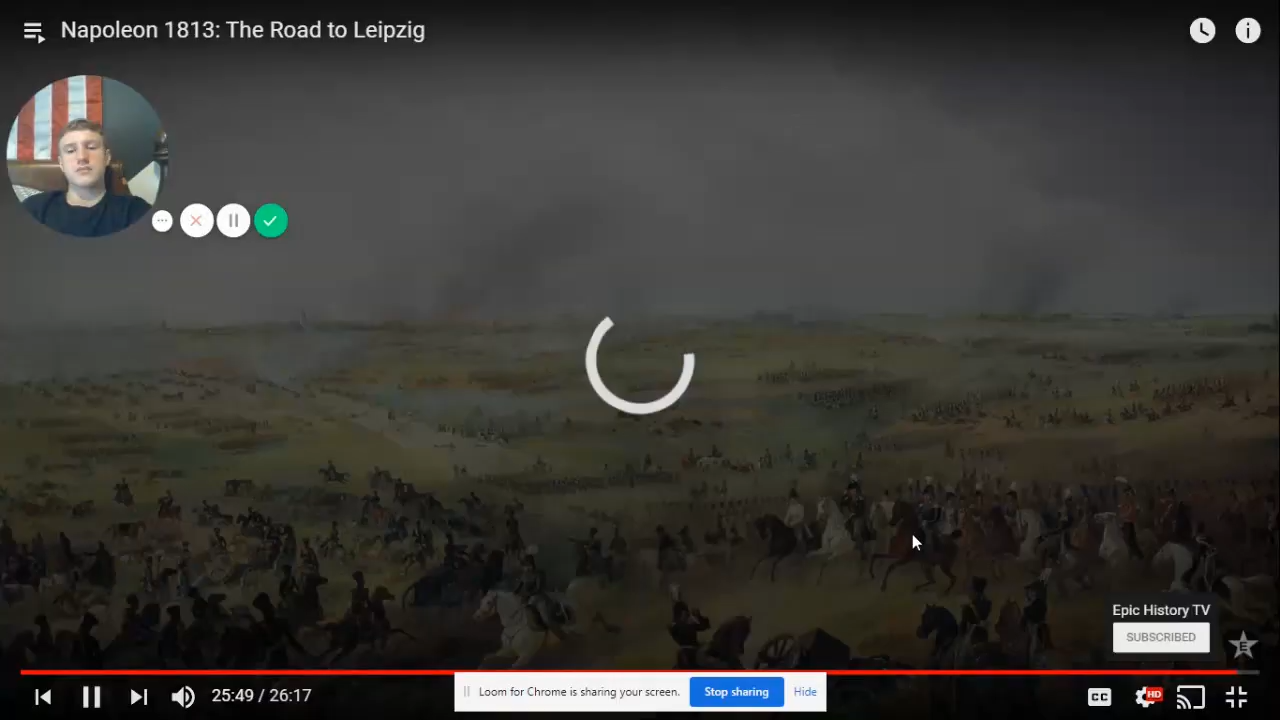 Napoleon 1813: The Road to Leipzig
Epic History TV
SUBSCRIBED
E
25:49 / 26:17
Loom for Chrome is sharing your screen.
Stop sharing
Hide
CC
HD